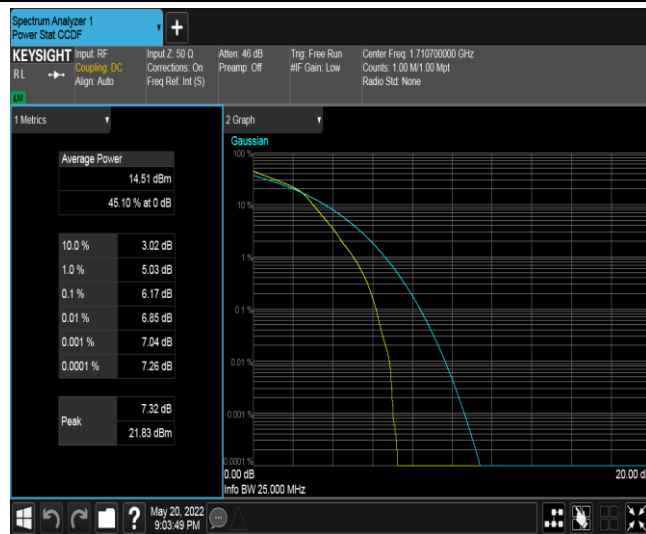 Spectrum Analyzer 1
Power Stat CCDF
+
KEYSIGHT
RL
LXI
Input: RF
Coupling: DC
Align: Auto
Input Z: 50 Ω
Corrections: On
Freq Ref: Int (S)
Atten: 46 dB
Preamp: Off
Trig: Free Run
#IF Gain: Low
Center Freq: 1.710700000 GHz
Counts: 1.00 M/1.00 Mpt
Radio Std: None
1 Metrics
Average Power
14.51 dBm
45.10 % at 0 dB
10.0 % 3.02 dB
1.0 % 5.03 dB
0.1 % 6.17 dB
0.01 % 6.85 dB
0.001 % 7.04 dB
0.0001 % 7.26 dB
Peak
7.32 dB
21.83 dBm
2 Graph
Gaussian
100 %
10 %
1 %
0.1 %
0.01 %
0.001 %
0.0001 %
0.00 dB
20.00 d
Info BW 25.000 MHz
?
May 20, 2022
9:03:49 PM